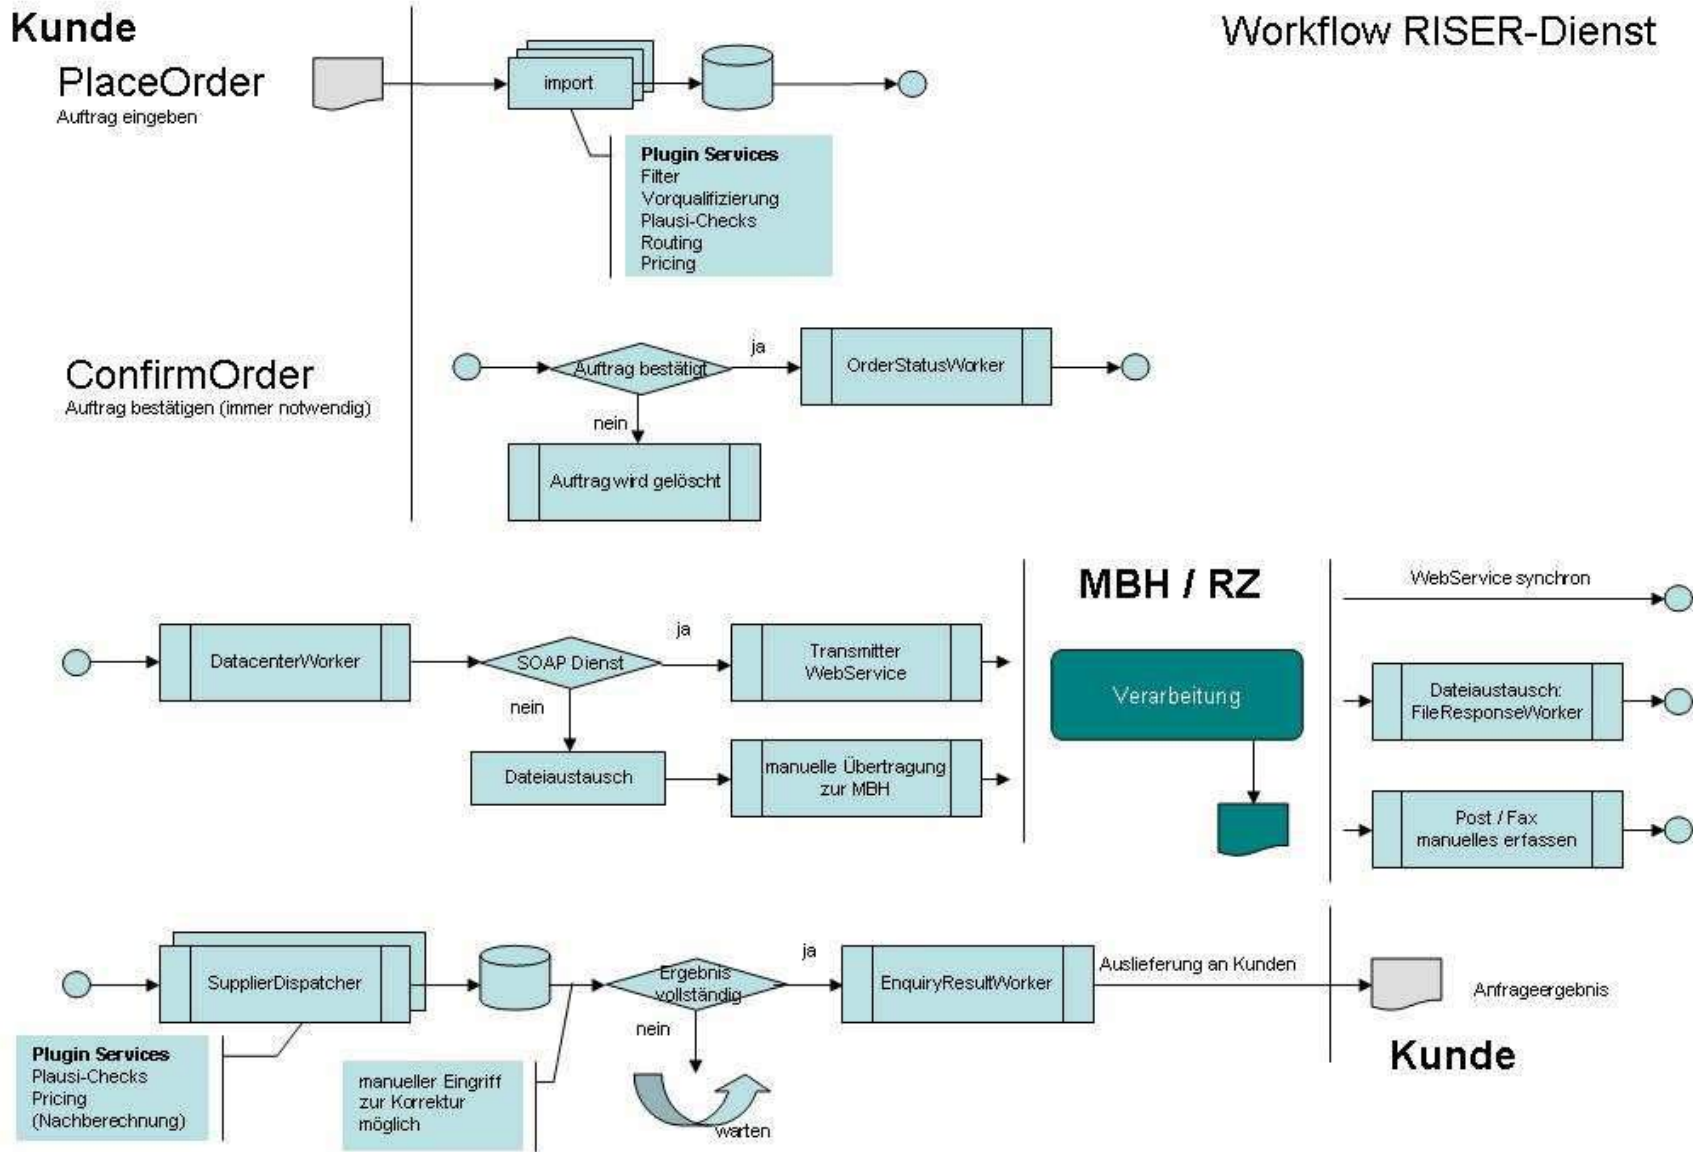 Kunde
Workflow RISER-Dienst
PlaceOrder
Auftrag eingeben
import
Plugin Services
Filter
Vorqualifizierung
Plausi-Checks
Routing
Pricing
ConfirmOrder
Auftrag bestätigen (immer notwendig)
Auftrag bestätigt
ja
OrderStatusWorker
nein
Auftrag wird gelöscht
MBH / RZ
WebService synchron
DatacenterWorker
SOAP Dienst
ja
Transmitter
WebService
nein
Dateiaustausch
manuelle Übertragung
zur MBH
Verarbeitung
Dateiaustausch:
FileResponseWorker
Post / Fax
manuelles erfassen
SupplierDispatcher
Ergebnis
vollständig
ja
EnquiryResultWorker
Auslieferung an Kunden
Anfrageergebnis
nein
Plugin Services
Plausi-Checks
Pricing
(Nachberechnung)
manueller Eingriff
zur Korrektur
möglich
warten
Kunde